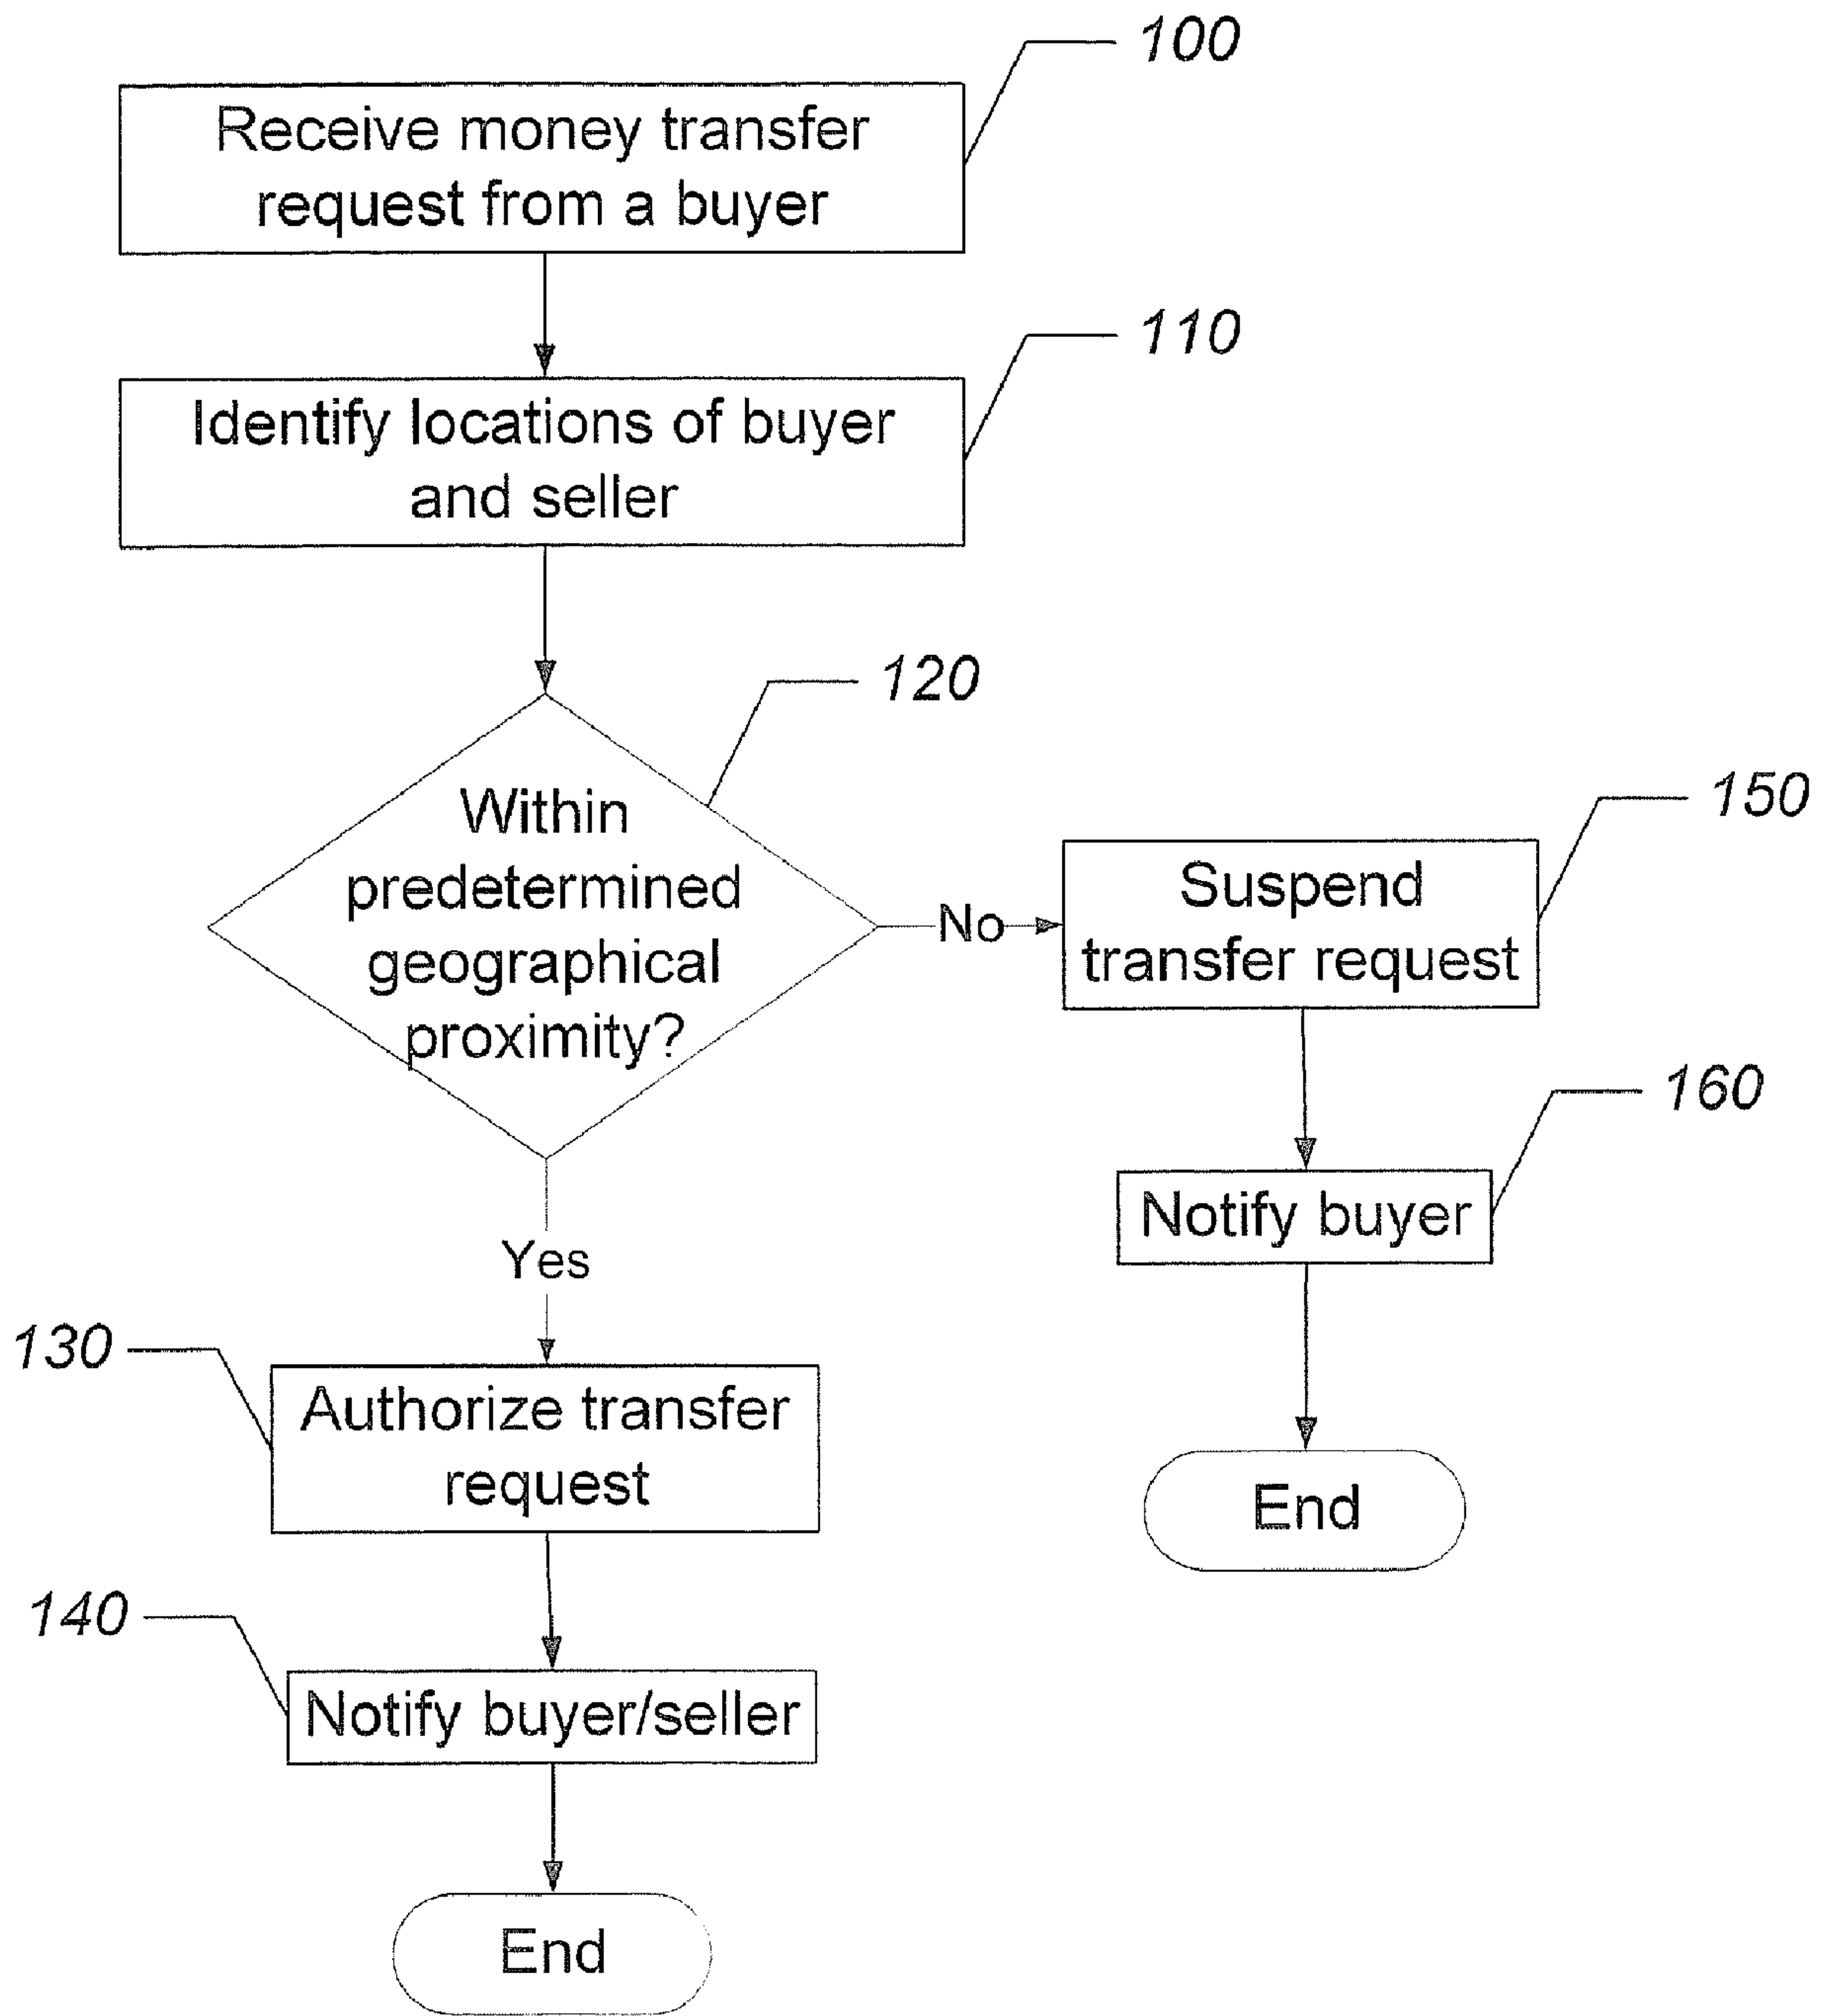 100
Receive money transfer
request from a buyer
110
Identify locations of buyer
and seller
120
Within
predetermined
geographical
proximity?
No
150
Suspend
transfer request
160
Notify buyer
End
Yes
130
Authorize transfer
request
140
Notify buyer/seller
End